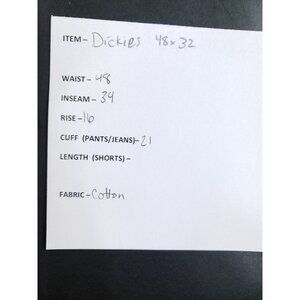 ITEM- Dickies 48x32
WAIST- 48
INSEAM- 34
RISE- 16
CUFF (PANTS/JEANS)- 21
LENGTH (SHORTS)-
FABRIC- Cotton